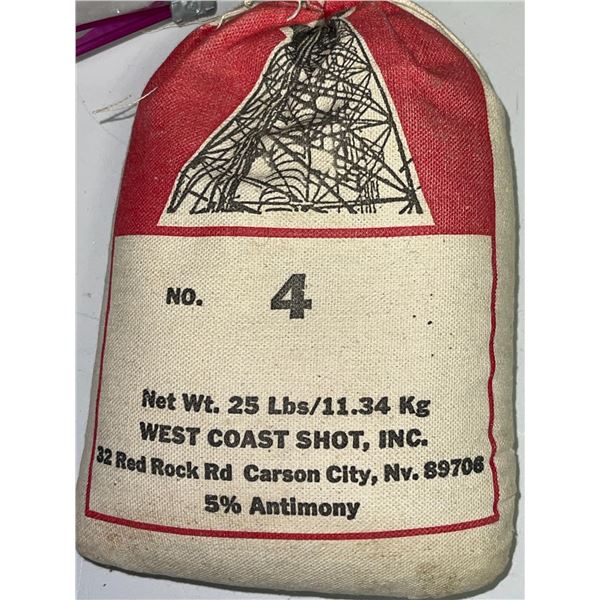 NO. 4
Net Wt. 25 Lbs/11.34 Kg
WEST COAST SHOT, INC.
32 Red Rock Rd Carson City, Nv. 89706
5% Antimony